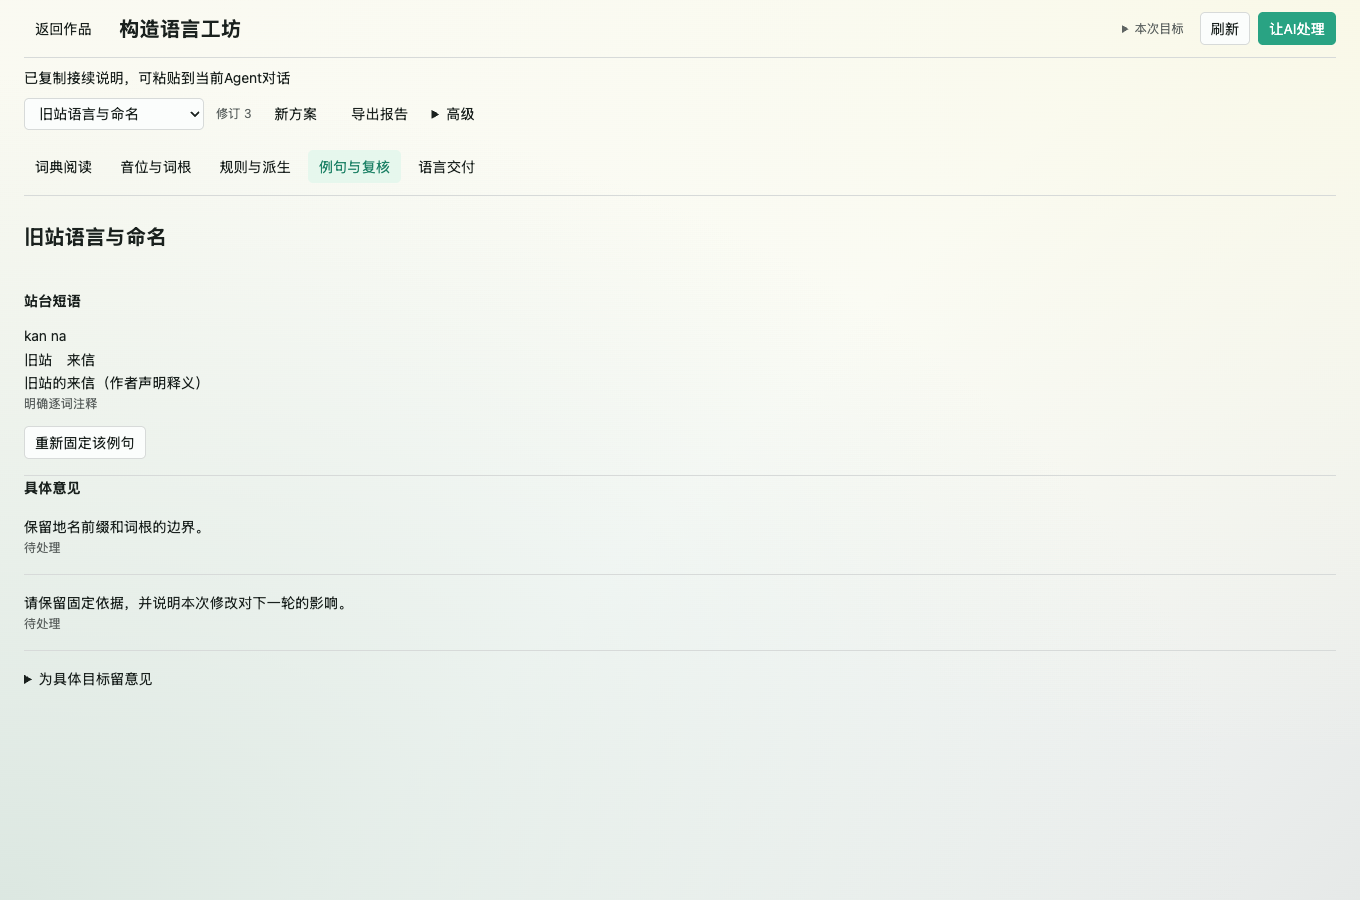 返回作品 构造语言工坊 本次目标 刷新 让AI处理
已复制接续说明，可粘贴到当前Agent对话
旧站语言与命名 修订 3 新方案 导出报告 高级
词典阅读 音位与词根 规则与派生 例句与复核 语言交付
旧站语言与命名
站台短语
kan na
旧站 来信
旧站的来信（作者声明释义）
明确逐词注释
重新固定该例句
具体意见
保留地名前缀和词根的边界。
待处理
请保留固定依据，并说明本次修改对下一轮的影响。
待处理
为具体目标留意见